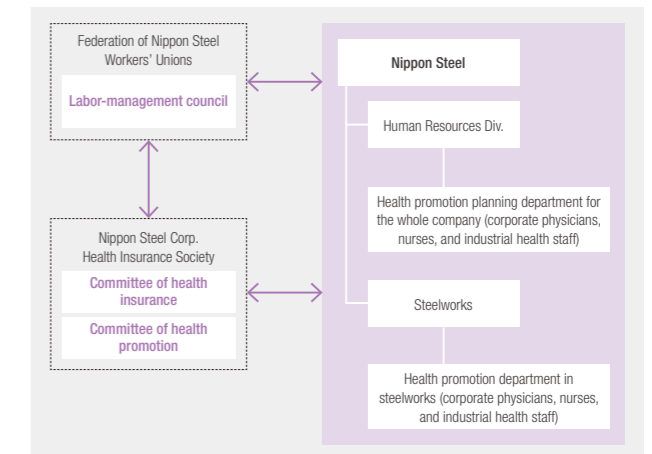 Federation of Nippon Steel
Workers' Unions
Labor-management council
Nippon Steel Corp.
Health Insurance Society
Committee of health
insurance
Committee of health
promotion
Nippon Steel
Human Resources Div.
Health promotion planning department for
the whole company (corporate physicians,
nurses, and industrial health staff)
Steelworks
Health promotion department in
steelworks (corporate physicians, nurses,
and industrial health staff)